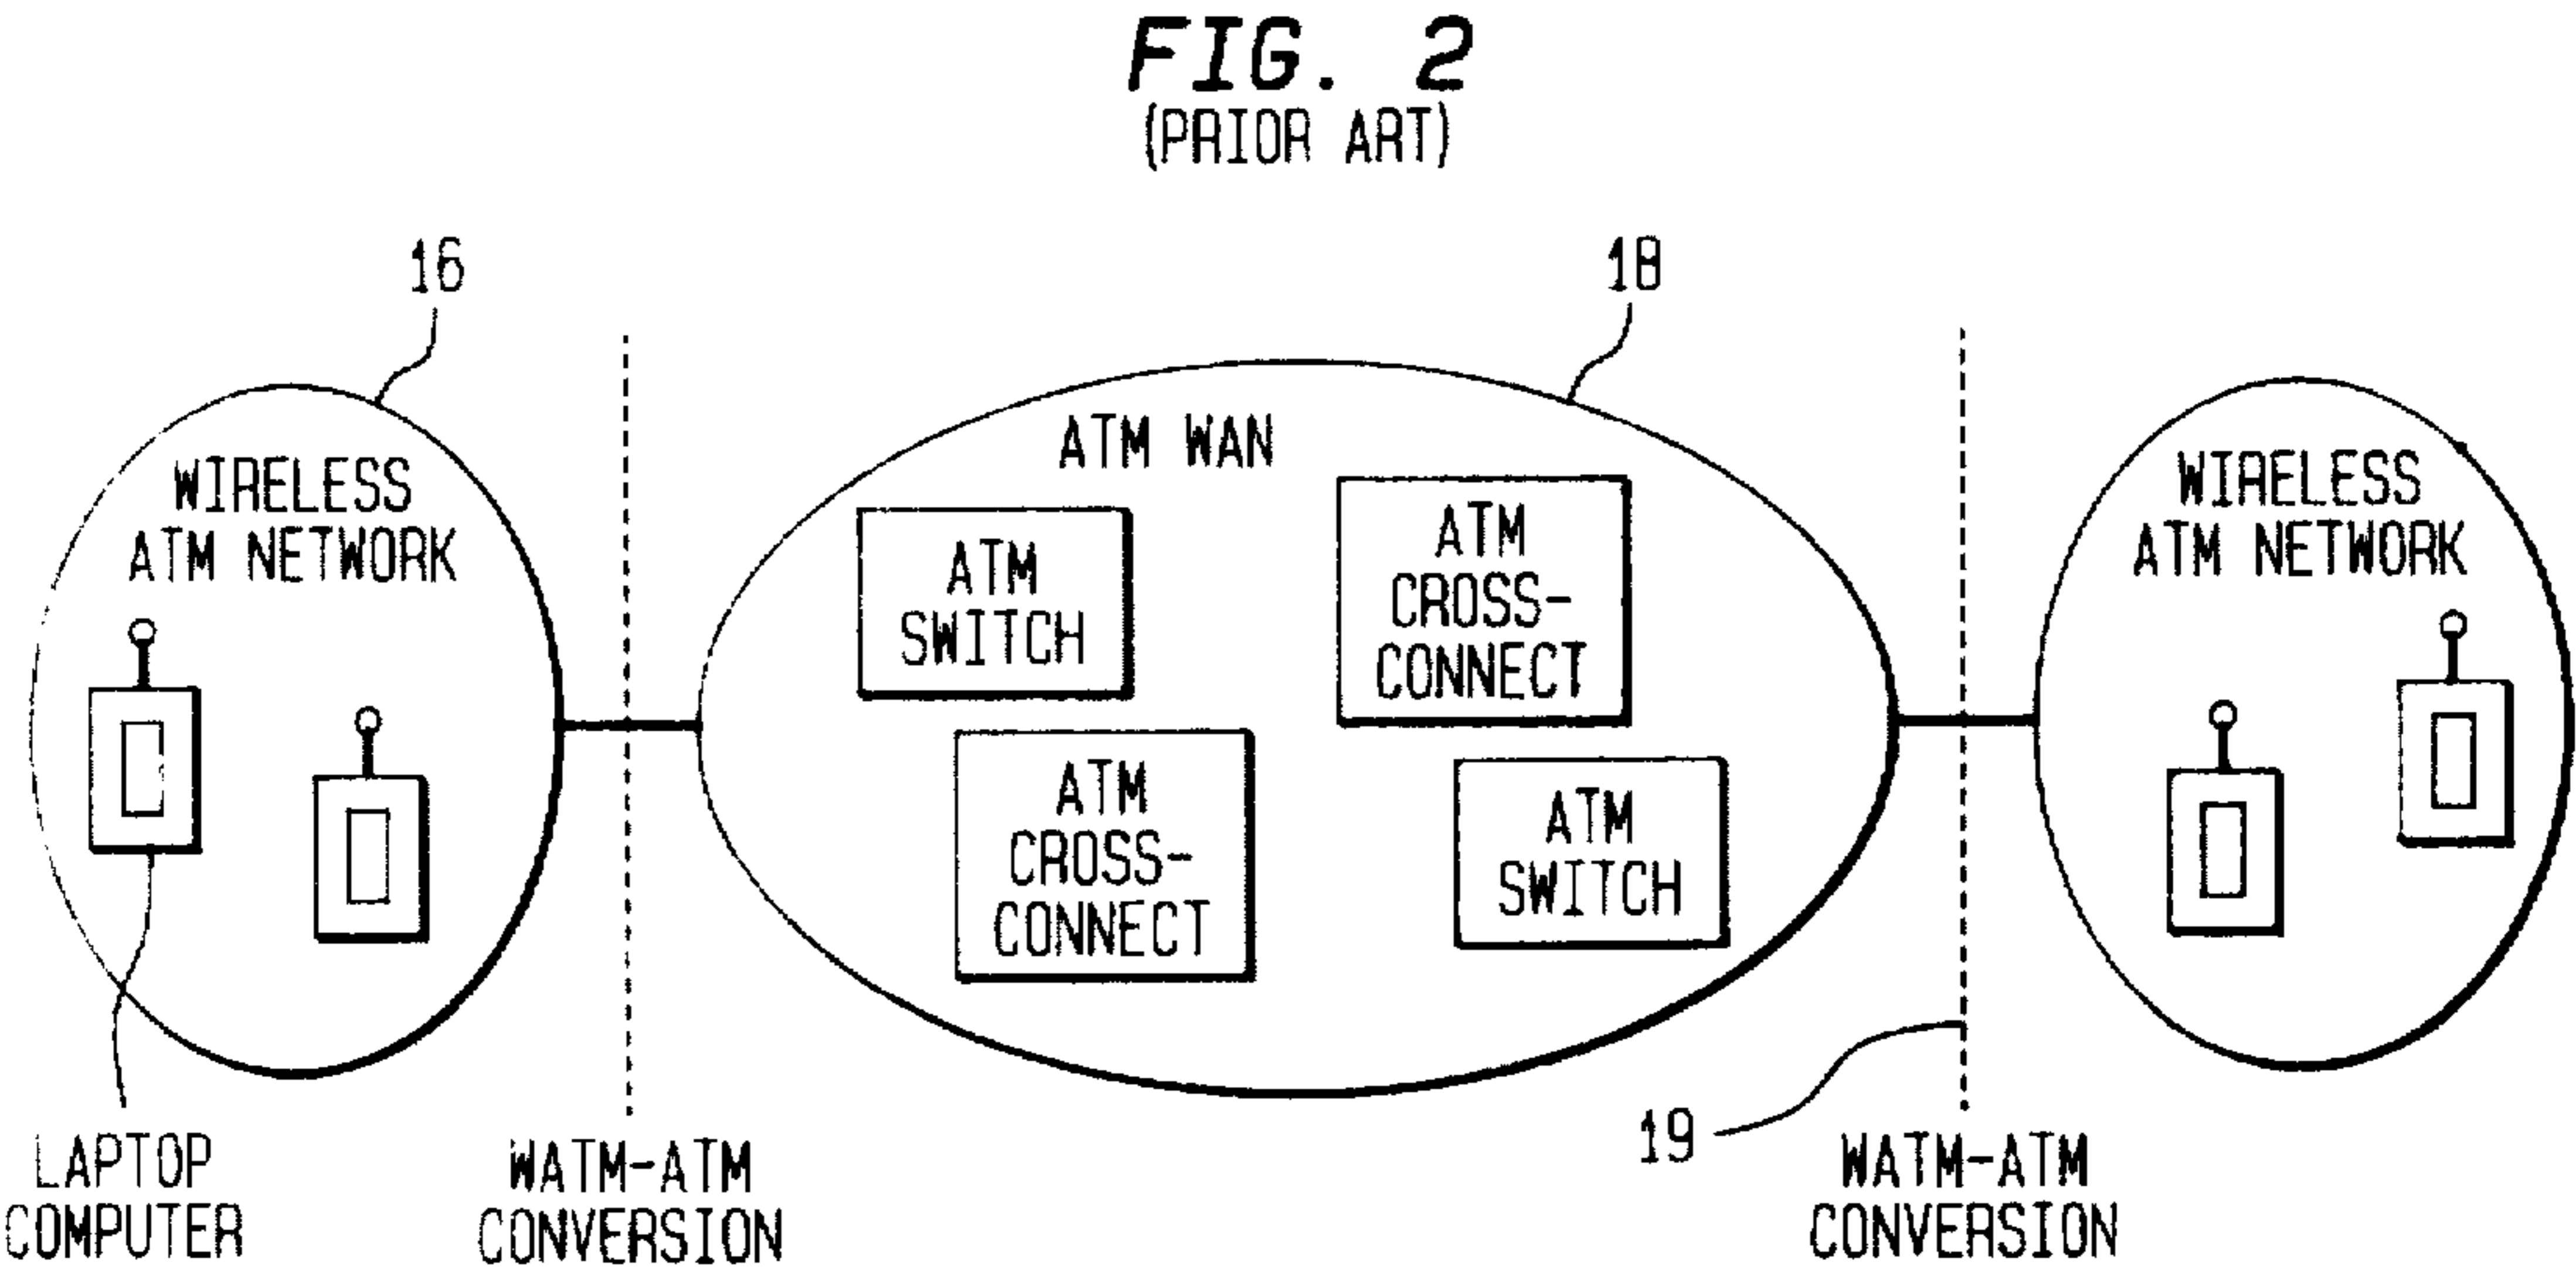 FIG. 2
(PRIOR ART)
16
18
WIRELESS
ATM NETWORK
ATM WAN
ATM
SWITCH
ATM
CROSS-
CONNECT
ATM
CROSS-
CONNECT
ATM
SWITCH
WIRELESS
ATM NETWORK
19
LAPTOP
COMPUTER
WATM-ATM
CONVERSION
WATM-ATM
CONVERSION